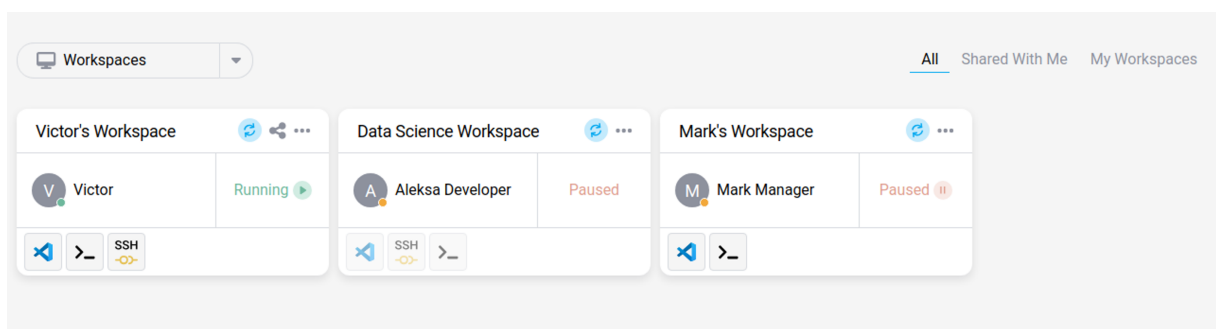 Workspaces
All Shared With Me My Workspaces
Victor's Workspace
V Victor
Running
SSH
Data Science Workspace
A Aleksa Developer
Paused
SSH
Mark's Workspace
M Mark Manager
Paused